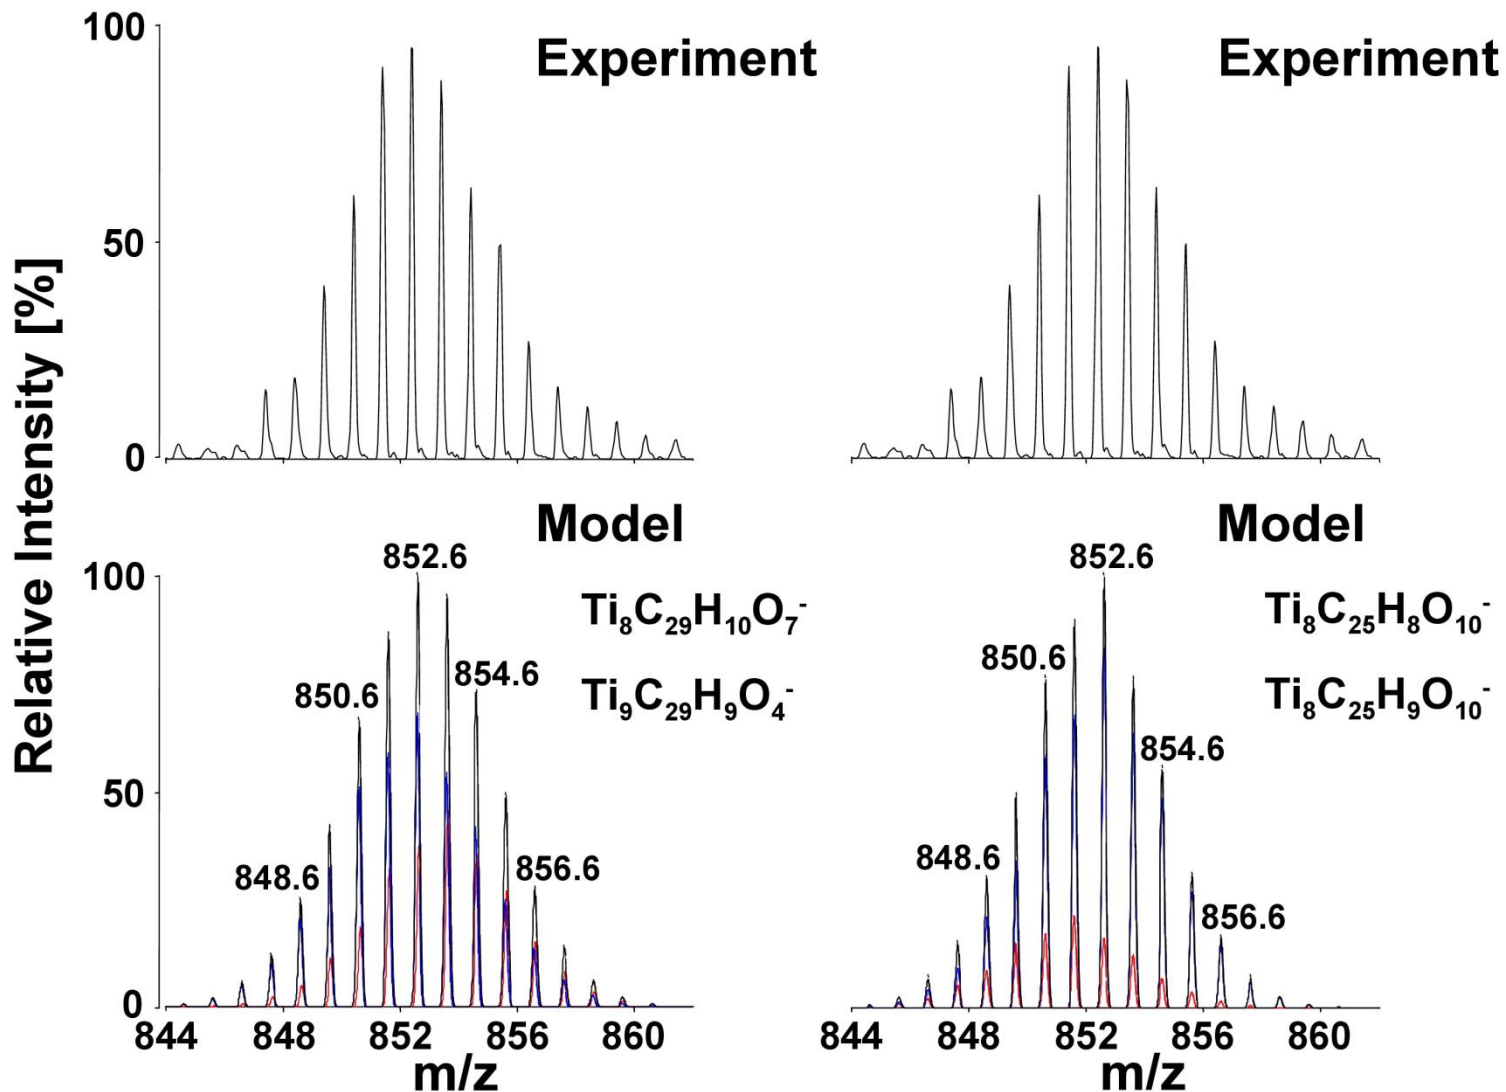 Relative Intensity [%]
100
50
0
Experiment
Experiment
Model
Ti₈C₂₉H₁₀O₇⁻
Ti₉C₂₉H₉O₄⁻
100
50
0
848.6
850.6
852.6
854.6
856.6
844 848 852 856 860
m/z
Model
Ti₈C₂₅H₈O₁₀⁻
Ti₈C₂₅H₉O₁₀⁻
848.6
850.6
852.6
854.6
856.6
844 848 852 856 860
m/z